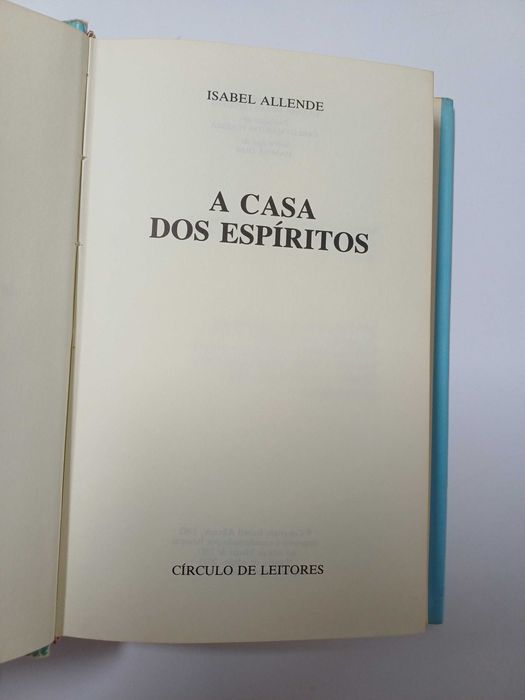 ISABEL ALLENDE
A CASA
DOS ESPÍRITOS
CÍRCULO DE LEITORES